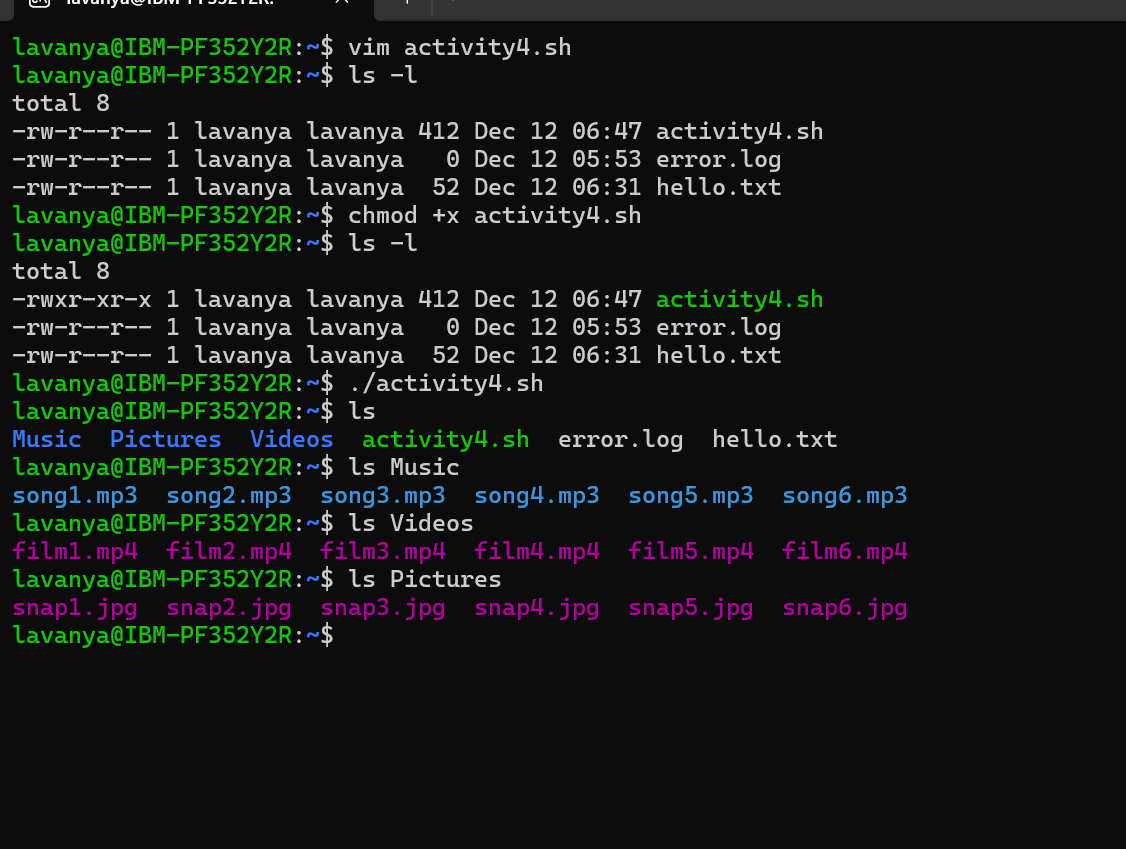 lavanya@IBM-PF352Y2R:~$ vim activity4.sh
lavanya@IBM-PF352Y2R:~$ ls -l
total 8
-rw-r--r-- 1 lavanya lavanya 412 Dec 12 06:47 activity4.sh
-rw-r--r-- 1 lavanya lavanya   0 Dec 12 05:53 error.log
-rw-r--r-- 1 lavanya lavanya  52 Dec 12 06:31 hello.txt
lavanya@IBM-PF352Y2R:~$ chmod +x activity4.sh
lavanya@IBM-PF352Y2R:~$ ls -l
total 8
-rwxr-xr-x 1 lavanya lavanya 412 Dec 12 06:47 activity4.sh
-rw-r--r-- 1 lavanya lavanya   0 Dec 12 05:53 error.log
-rw-r--r-- 1 lavanya lavanya  52 Dec 12 06:31 hello.txt
lavanya@IBM-PF352Y2R:~$ ./activity4.sh
lavanya@IBM-PF352Y2R:~$ ls
Music  Pictures  Videos  activity4.sh  error.log  hello.txt
lavanya@IBM-PF352Y2R:~$ ls Music
song1.mp3  song2.mp3  song3.mp3  song4.mp3  song5.mp3  song6.mp3
lavanya@IBM-PF352Y2R:~$ ls Videos
film1.mp4  film2.mp4  film3.mp4  film4.mp4  film5.mp4  film6.mp4
lavanya@IBM-PF352Y2R:~$ ls Pictures
snap1.jpg  snap2.jpg  snap3.jpg  snap4.jpg  snap5.jpg  snap6.jpg
lavanya@IBM-PF352Y2R:~$